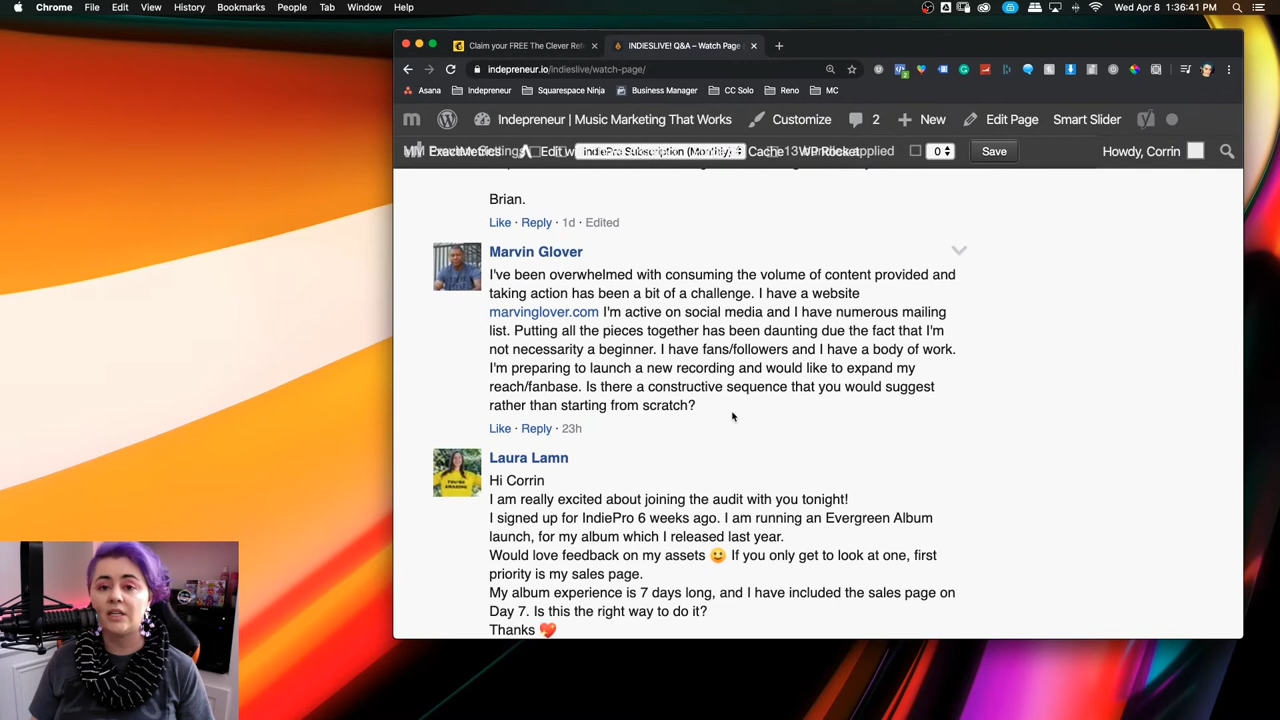 Chrome File Edit View History Bookmarks People Tab Window Help Wed Apr 8 1:36:41 PM
Claim your FREE The Clever Ret
INDIESLIVE! Q&A – Watch Page
indepreneur.io/indieslive/watch-page/
Asana Indepreneur Squarespace Ninja Business Manager CC Solo Reno MC
Indepreneur | Music Marketing That Works Customize 2 New Edit Page Smart Slider
IndiePro Subscription (Monthly) Cache WP Rocket applied 0 Save Howdy, Corrin
Brian.
Like · Reply · 1d · Edited
Marvin Glover
I've been overwhelmed with consuming the volume of content provided and
taking action has been a bit of a challenge. I have a website
marvinglover.com I'm active on social media and I have numerous mailing
list. Putting all the pieces together has been daunting due the fact that I'm
not necessarity a beginner. I have fans/followers and I have a body of work.
I'm preparing to launch a new recording and would like to expand my
reach/fanbase. Is there a constructive sequence that you would suggest
rather than starting from scratch?
Like · Reply · 23h
Laura Lamn
Hi Corrin
I am really excited about joining the audit with you tonight!
I signed up for IndiePro 6 weeks ago. I am running an Evergreen Album
launch, for my album which I released last year.
Would love feedback on my assets 😀 If you only get to look at one, first
priority is my sales page.
My album experience is 7 days long, and I have included the sales page on
Day 7. Is this the right way to do it?
Thanks 💖